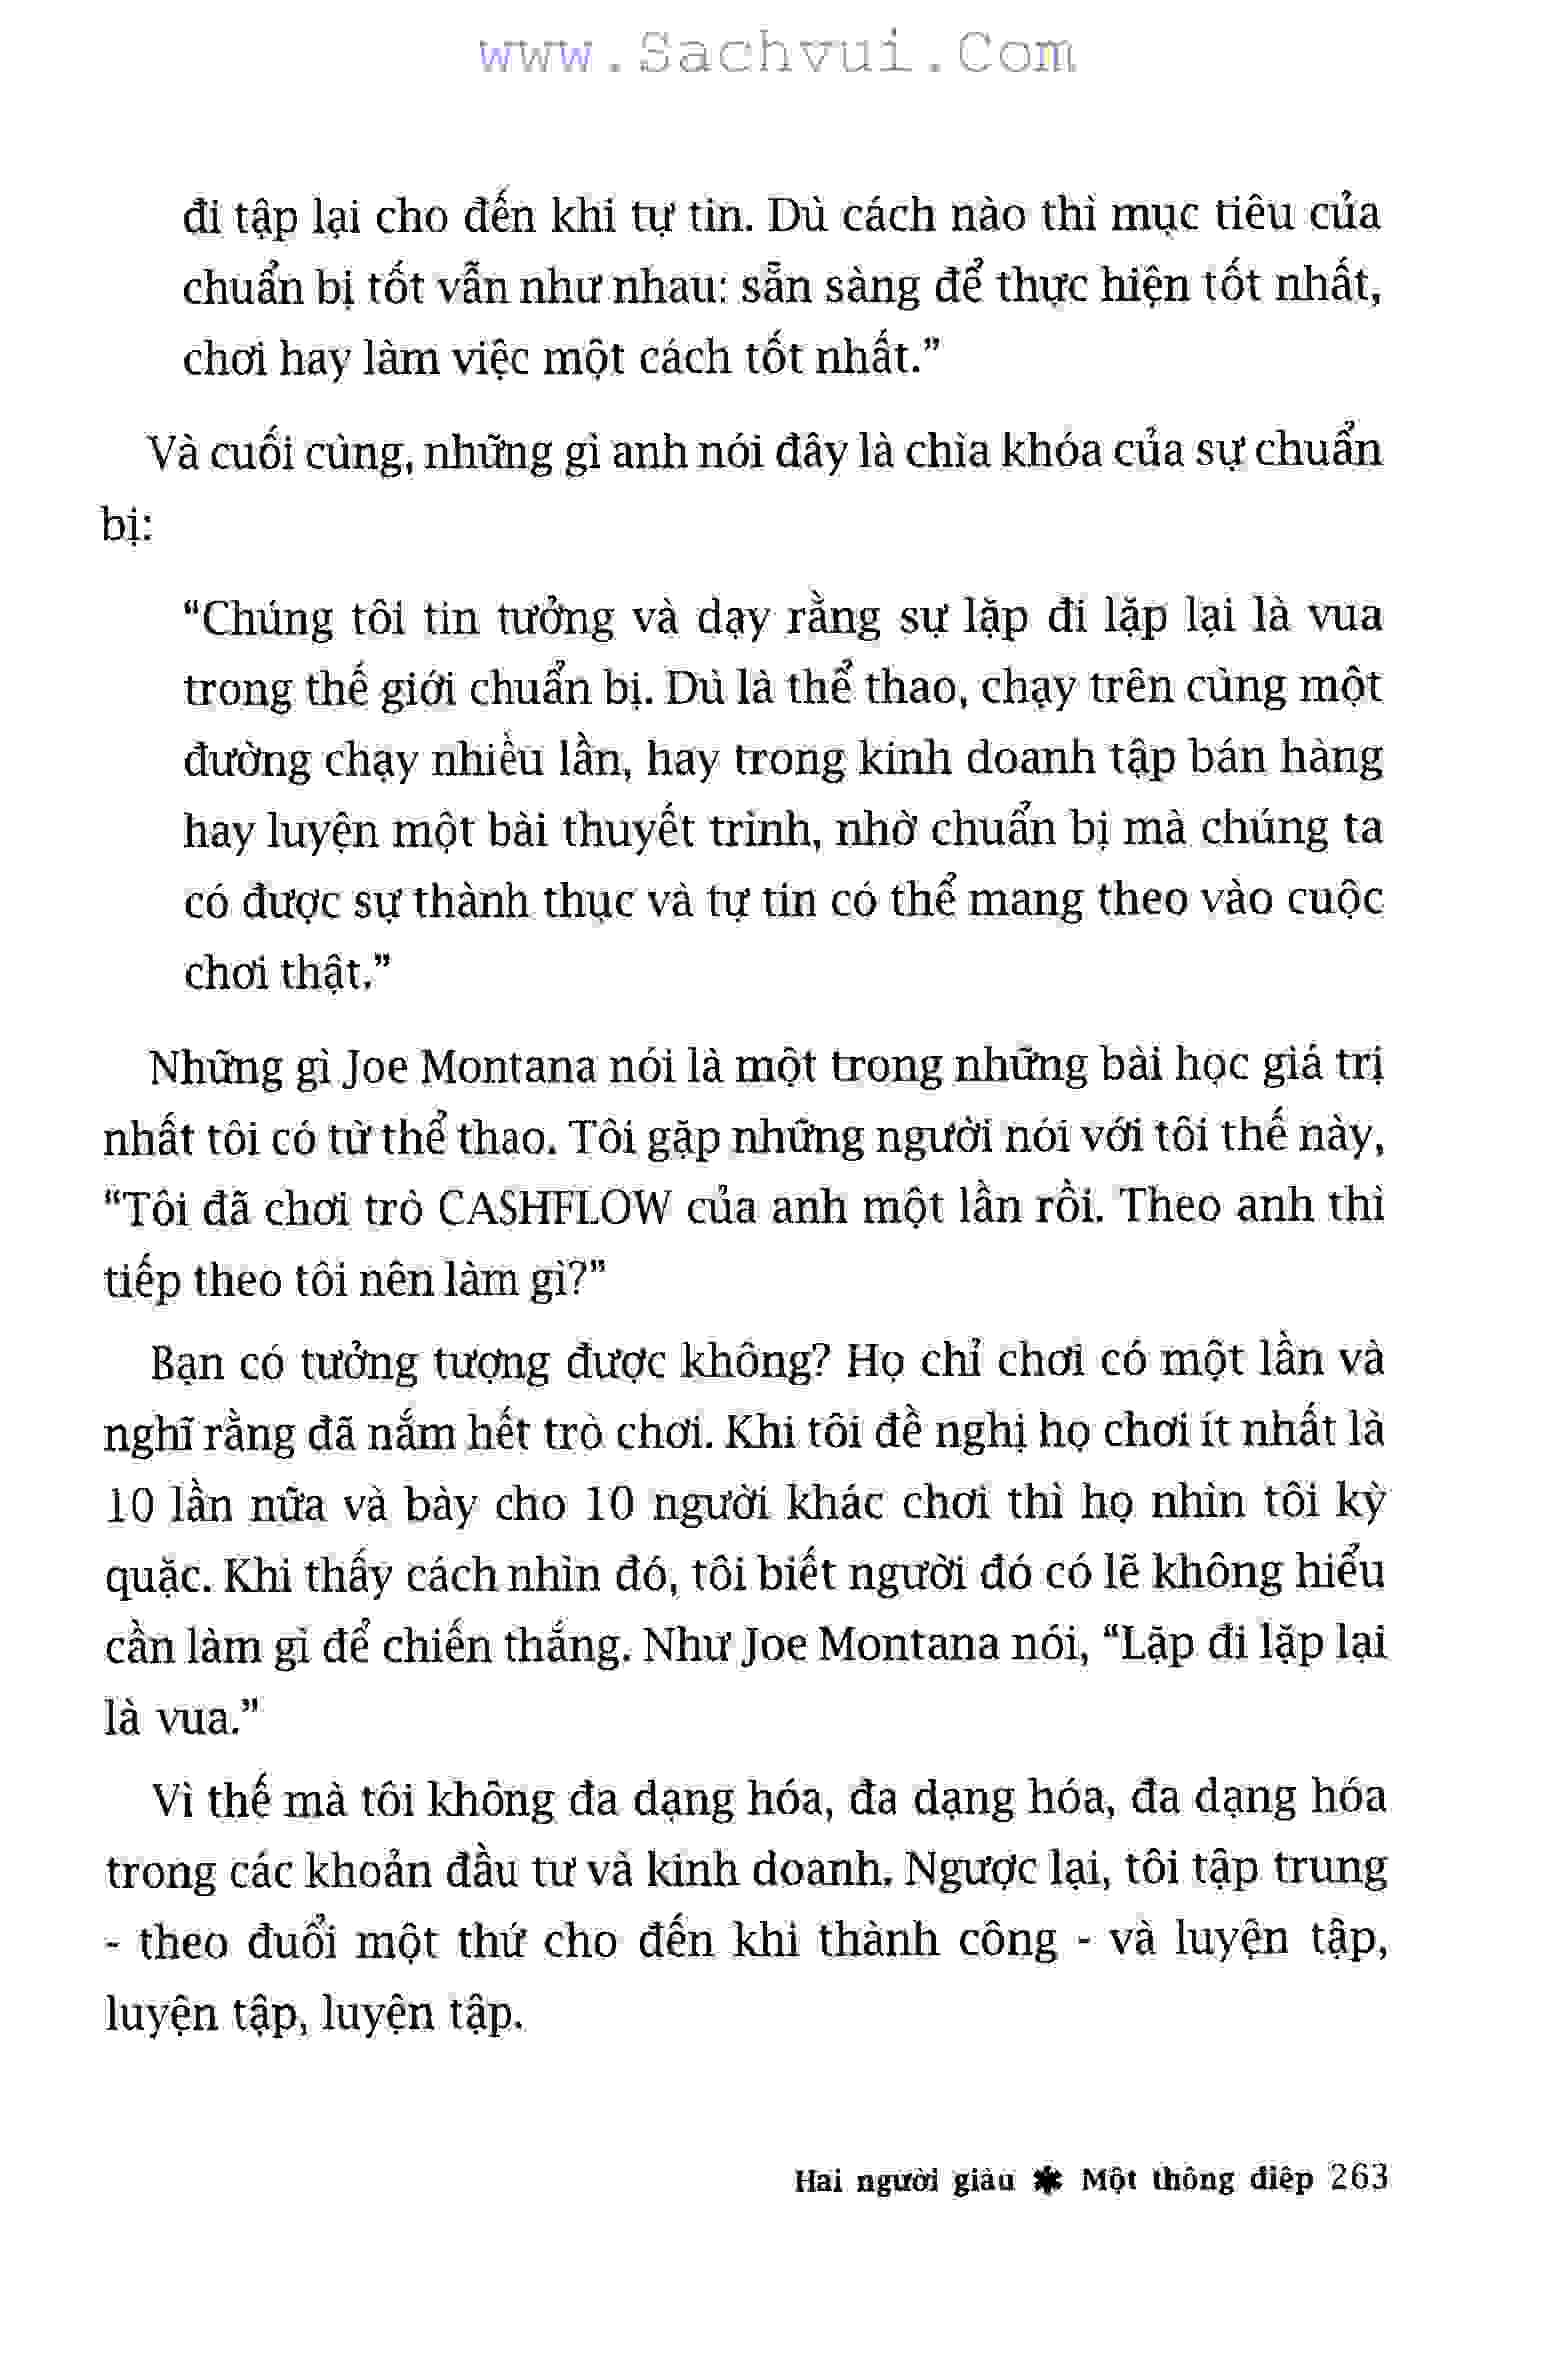 www.Sachvui.Com
đi tập lại cho đến khi tự tin. Dù cách nào thì mục tiêu của
chuẩn bị tốt vẫn như nhau: sẵn sàng để thực hiện tốt nhất,
chơi hay làm việc một cách tốt nhất.”
Và cuối cùng, những gì anh nói đây là chìa khóa của sự chuẩn
bị:
“Chúng tôi tin tưởng và dạy rằng sự lặp đi lặp lại là vua
trong thế giới chuẩn bị. Dù là thể thao, chạy trên cùng một
đường chạy nhiều lần, hay trong kinh doanh tập bán hàng
hay luyện một bài thuyết trình, nhờ chuẩn bị mà chúng ta
có được sự thành thục và tự tin có thể mang theo vào cuộc
chơi thật.”
Những gì Joe Montana nói là một trong những bài học giá trị
nhất tôi có từ thể thao. Tôi gặp những người nói với tôi thế này,
“Tôi đã chơi trò CASHFLOW của anh một lần rồi. Theo anh thì
tiếp theo tôi nên làm gì?”
Bạn có tưởng tượng được không? Họ chỉ chơi có một lần và
nghĩ rằng đã nắm hết trò chơi. Khi tôi đề nghị họ chơi ít nhất là
10 lần nữa và bày cho 10 người khác chơi thì họ nhìn tôi kỳ
quặc. Khi thấy cách nhìn đó, tôi biết người đó có lẽ không hiểu
cần làm gì để chiến thắng. Như Joe Montana nói, “Lặp đi lặp lại
là vua.”
Vì thế mà tôi không đa dạng hóa, đa dạng hóa, đa dạng hóa
trong các khoản đầu tư và kinh doanh. Ngược lại, tôi tập trung
- theo đuổi một thứ cho đến khi thành công - và luyện tập,
luyện tập, luyện tập.
Hai người giàu ✱ Một thông điệp 263